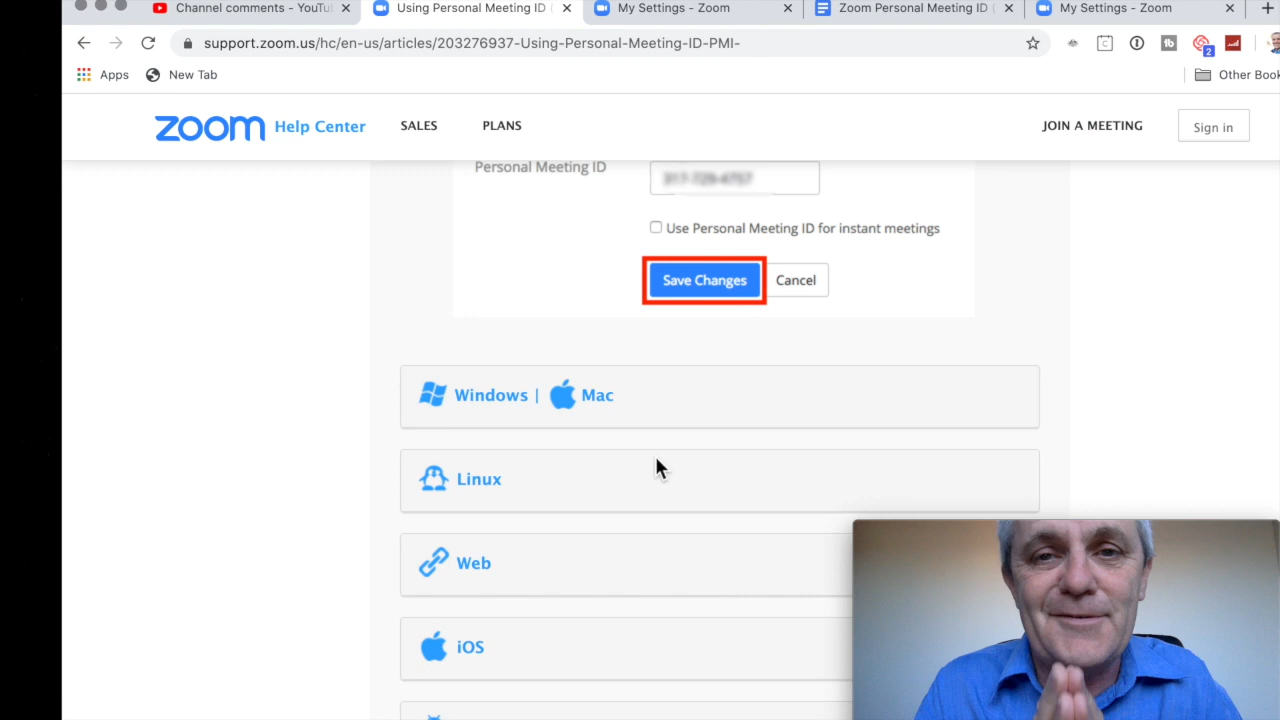 Channel comments - YouTu
Using Personal Meeting ID (
My Settings - Zoom
Zoom Personal Meeting ID (
My Settings - Zoom
support.zoom.us/hc/en-us/articles/203276937-Using-Personal-Meeting-ID-PMI-
2
Apps
New Tab
Other Book
zoom Help Center
SALES
PLANS
JOIN A MEETING
Sign in
Personal Meeting ID
Use Personal Meeting ID for instant meetings
Save Changes
Cancel
Windows | Mac
Linux
Web
iOS